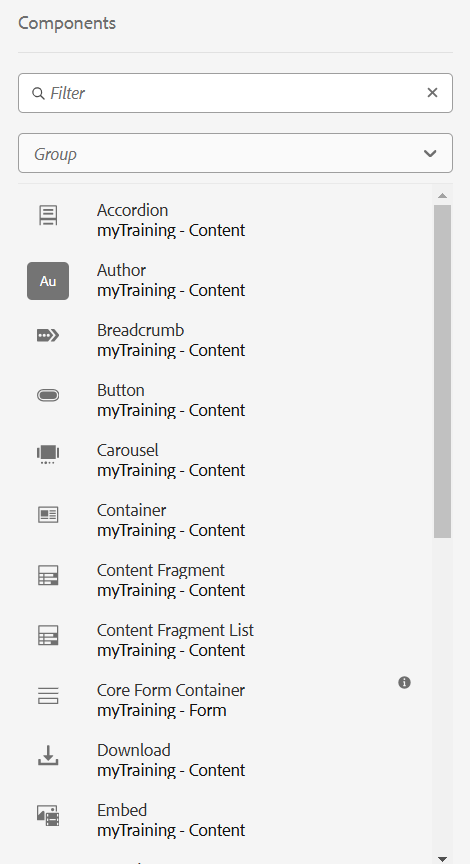 Components
Filter
Group
Accordion
myTraining - Content
Au
Author
myTraining - Content
Breadcrumb
myTraining - Content
Button
myTraining - Content
Carousel
myTraining - Content
Container
myTraining - Content
Content Fragment
myTraining - Content
Content Fragment List
myTraining - Content
Core Form Container
myTraining - Form
Download
myTraining - Content
Embed
myTraining - Content